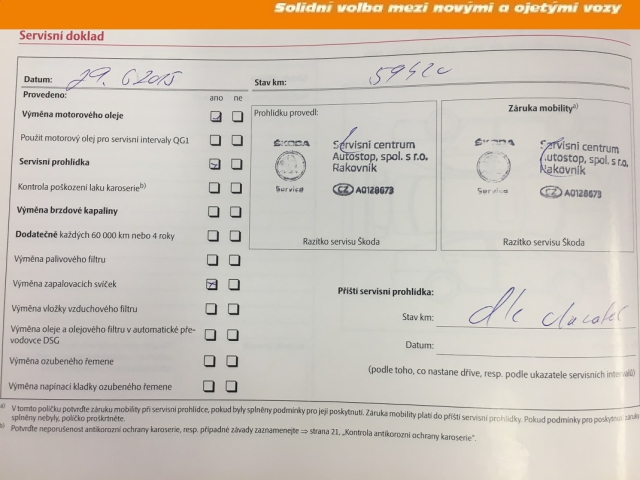 Solidní volba mezi novými a ojetými vozy
Servisní doklad
Datum: 29. 6 2015
Stav km: 59420
Provedeno: ano ne
Výměna motorového oleje
Použit motorový olej pro servisní intervaly QG1
Servisní prohlídka
Kontrola poškození laku karoserie b)
Výměna brzdové kapaliny
Dodatečně každých 60 000 km nebo 4 roky
Výměna palivového filtru
Výměna zapalovacích svíček
Výměna vložky vzduchového filtru
Výměna oleje a olejového filtru v automatické pře-
vodovce DSG
Výměna ozubeného řemene
Výměna napínací kladky ozubeného řemene
Prohlídku provedl:
ŠKODA
Service
Servisní centrum
Autostop, spol. s r.o.
Rakovník
CZ A0128673
Razítko servisu Škoda
Záruka mobility a)
ŠKODA
Service
Servisní centrum
Autostop, spol. s r.o.
Rakovník
CZ A0128673
Razítko servisu Škoda
Příští servisní prohlídka:
Stav km: dle
Datum:
(podle toho, co nastane dříve, resp. podle ukazatele servisních intervalů)
a) V tomto políčku potvrďte záruku mobility při servisní prohlídce, pokud byly splněny podmínky pro její poskytnutí. Záruka mobility platí do příští servisní prohlídky. Pokud podmínky pro poskytnutí záruky
splněny nebyly, políčko proškrtněte.
b) Potvrďte neporušenost antikorozní ochrany karoserie, resp. případné závady zaznamenejte ⇒ strana 21, „Kontrola antikorozní ochrany karoserie".